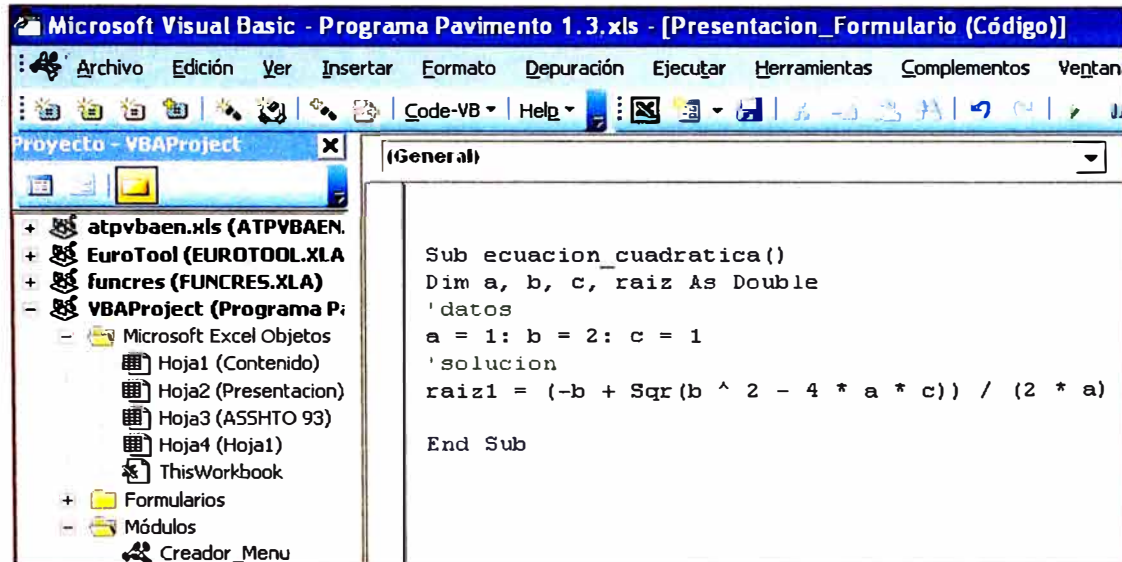 Microsoft Visual Basic - Programa Pavimento 1.3.xls - [Presentacion_Formulario (Código)]
Archivo Edición Ver Insertar Formato Depuración Ejecutar Herramientas Complementos Ventan
Code-VB Help
Proyecto - VBAProject
(General)
atpvbaen.xls (ATPVBAEN.
EuroTool (EUROTOOL.XLA
funcres (FUNCRES.XLA)
VBAProject (Programa Pa
Microsoft Excel Objetos
Hoja1 (Contenido)
Hoja2 (Presentacion)
Hoja3 (ASSHTO 93)
Hoja4 (Hoja1)
ThisWorkbook
Formularios
Módulos
Creador_Menu
Sub ecuacion_cuadratica()
Dim a, b, c, raiz As Double
'datos
a = 1: b = 2: c = 1
'solucion
raiz1 = (-b + Sqr(b ^ 2 - 4 * a * c)) / (2 * a)
End Sub